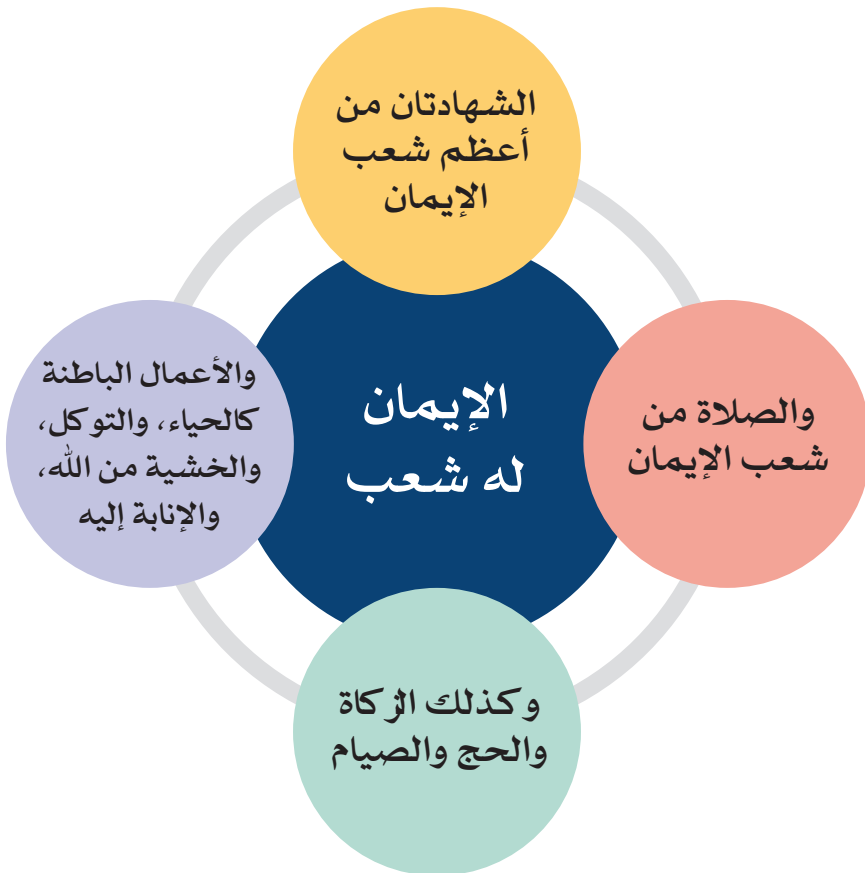 الشهادتان من
أعظم شعب
الإيمان
الإيمان
له شعب
والصلاة من
شعب الإيمان
وكذلك الزكاة
والحج والصيام
والأعمال الباطنة
كالحياء، والتوكل،
والخشية من الله،
والإنابة إليه